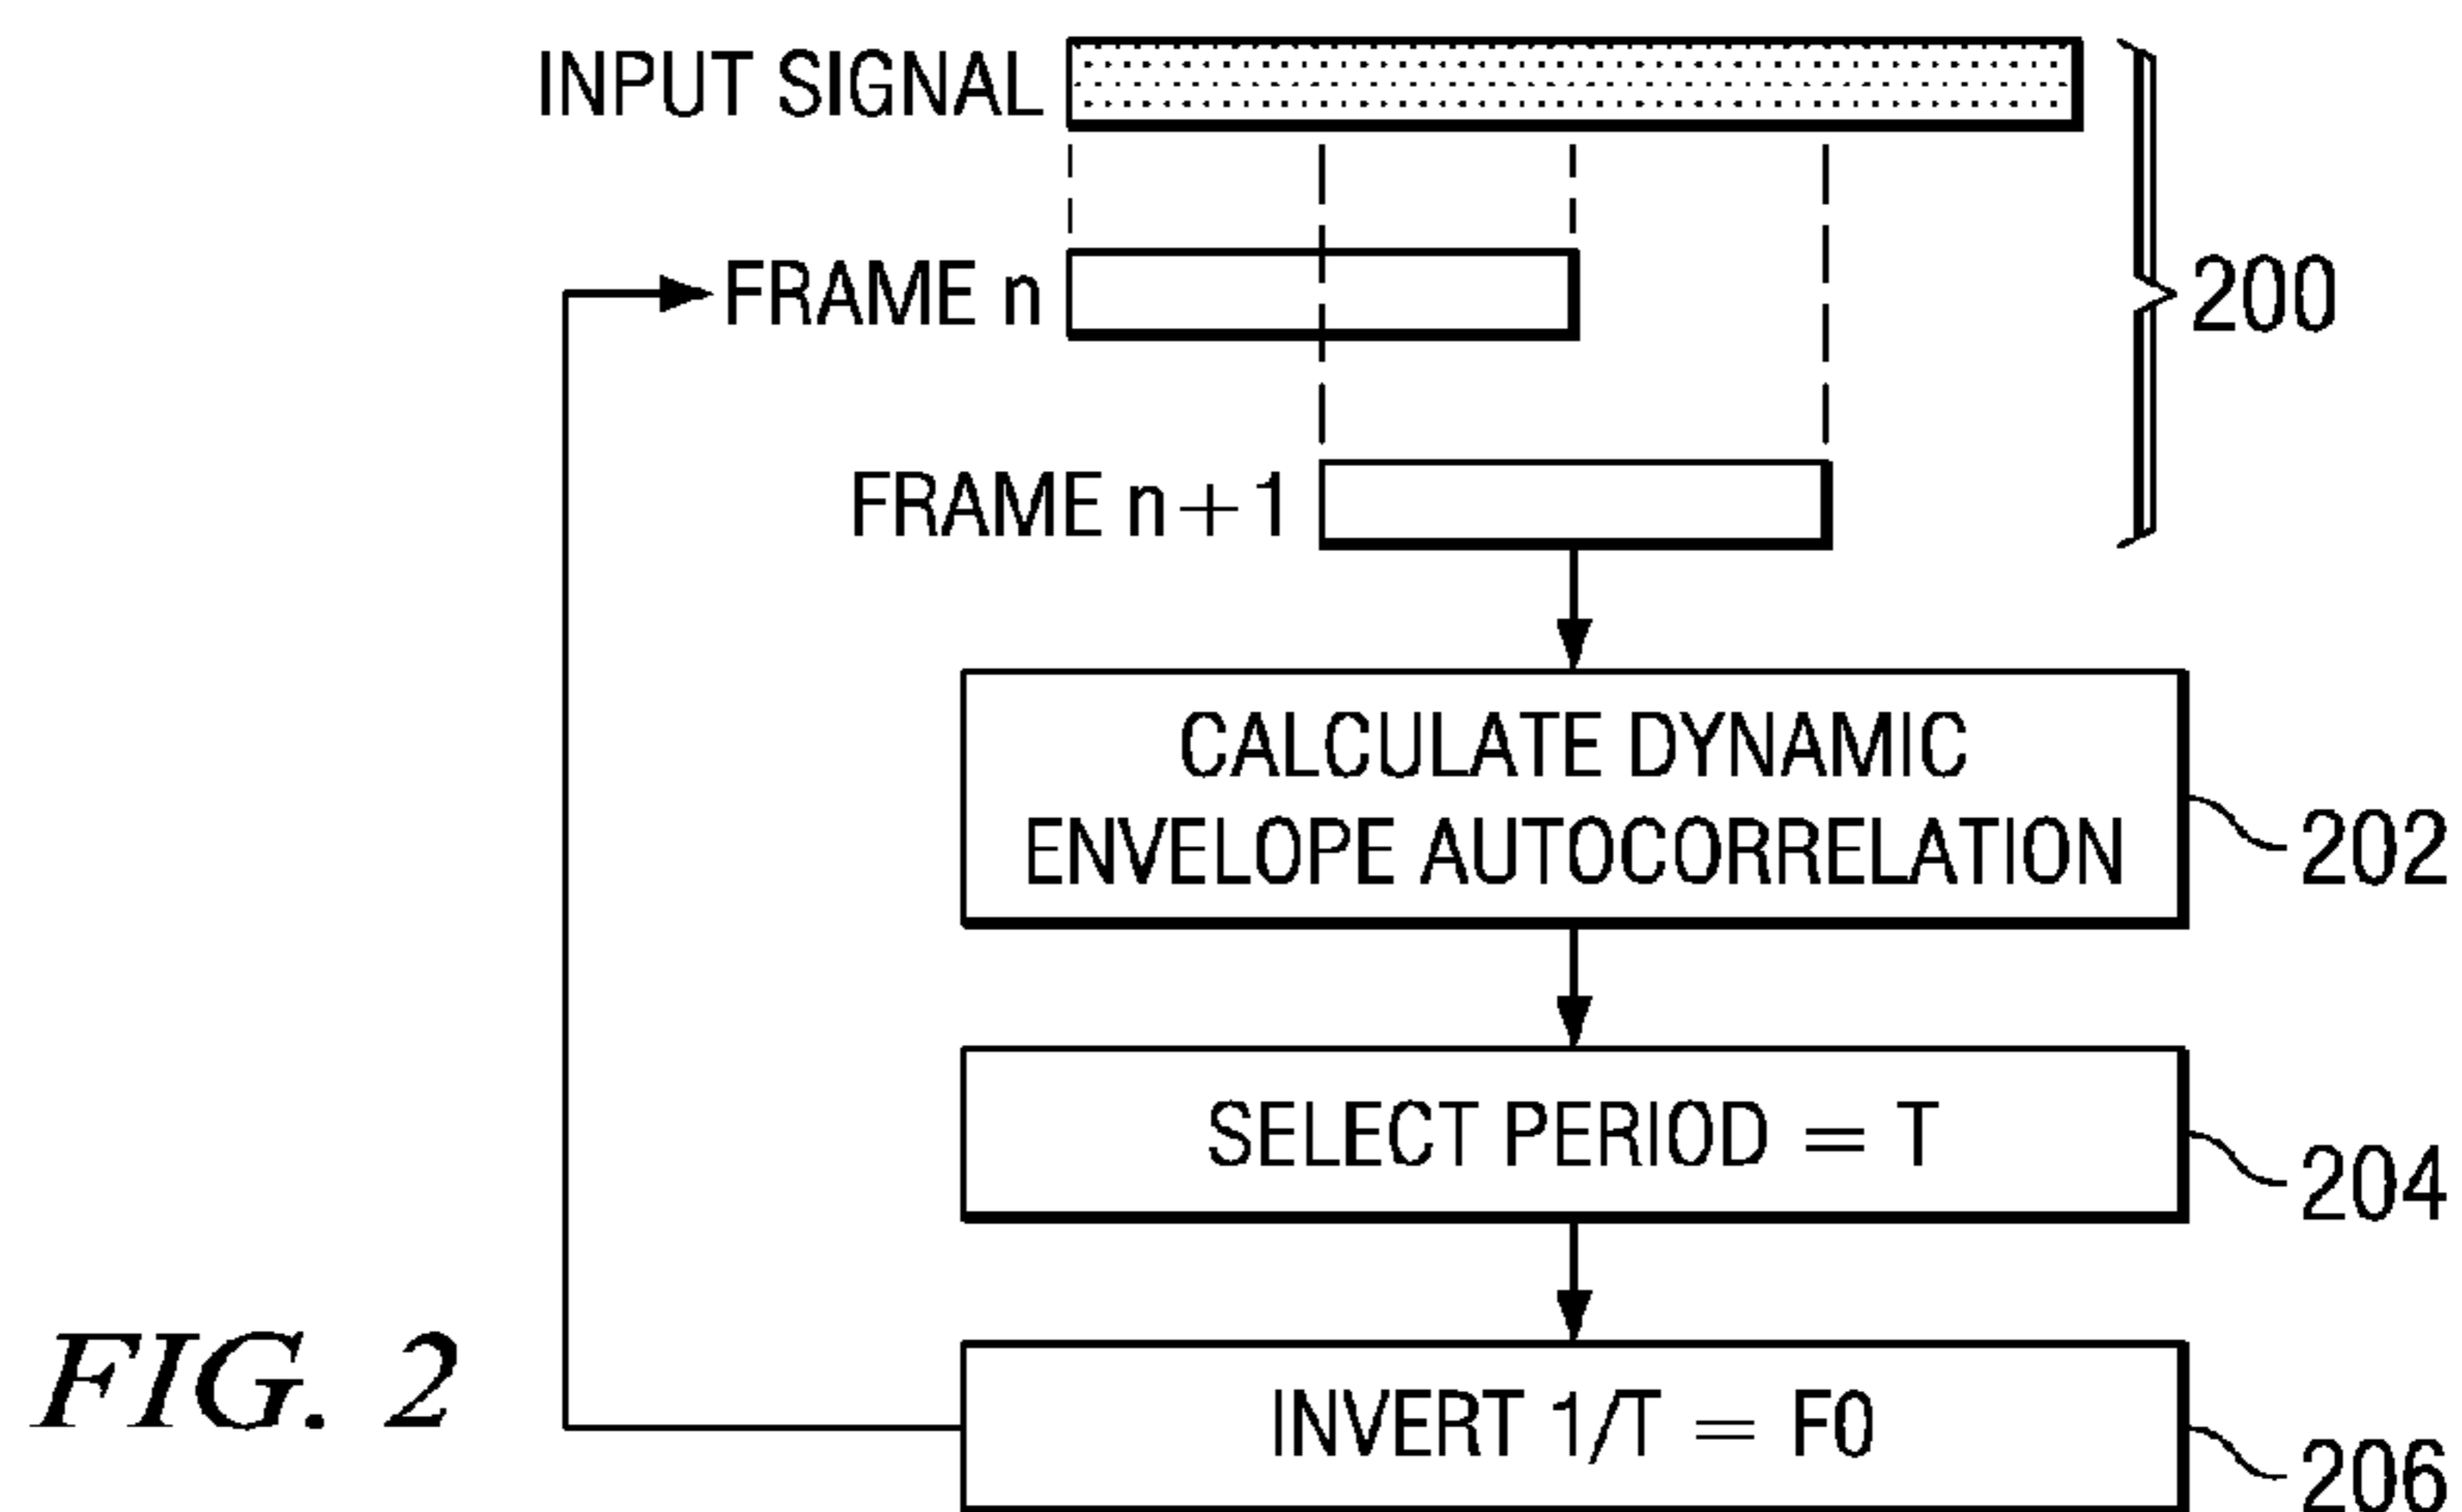 INPUT SIGNAL
FRAME n
200
FRAME n+1
CALCULATE DYNAMIC
ENVELOPE AUTOCORRELATION
202
SELECT PERIOD = T
204
INVERT 1/T = F0
206
FIG. 2